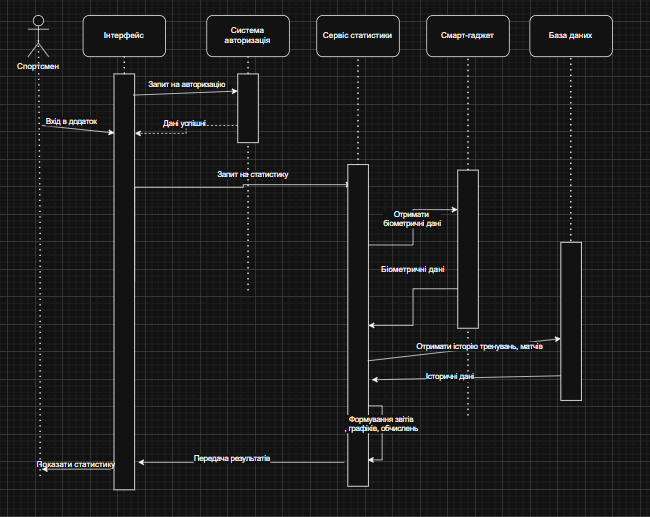 Інтерфейс
Система
авторизація
Сервіс статистики
Смарт-гаджет
База даних
Спортсмен
Запит на авторизацію
Вхід в додаток
Дані успішні
Запит на статистику
Отримати
біометричні дані
Біометричні дані
Отримати історію тренувань, матчів
Історичні дані
Формування звітів
, графіків, обчислень
Передача результатів
Показати статистику